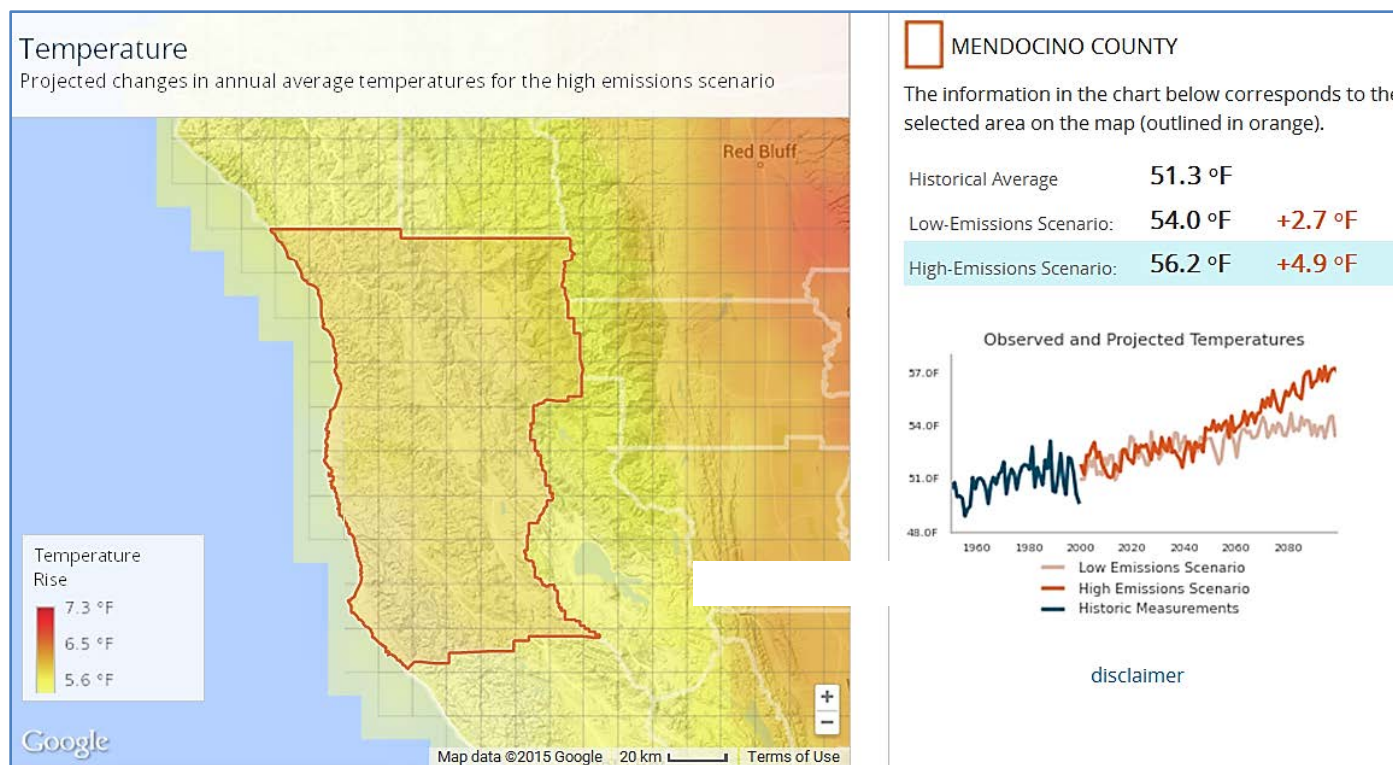 Temperature
Projected changes in annual average temperatures for the high emissions scenario
Red Bluff
Temperature
Rise
7.3 °F
6.5 °F
5.6 °F
Google
+
−
Map data ©2015 Google 20 km Terms of Use
MENDOCINO COUNTY
The information in the chart below corresponds to the
selected area on the map (outlined in orange).
Historical Average 51.3 °F
Low-Emissions Scenario: 54.0 °F +2.7 °F
High-Emissions Scenario: 56.2 °F +4.9 °F
Observed and Projected Temperatures
57.0F
54.0F
51.0F
48.0F
1960 1980 2000 2020 2040 2060 2080
Low Emissions Scenario
High Emissions Scenario
Historic Measurements
disclaimer